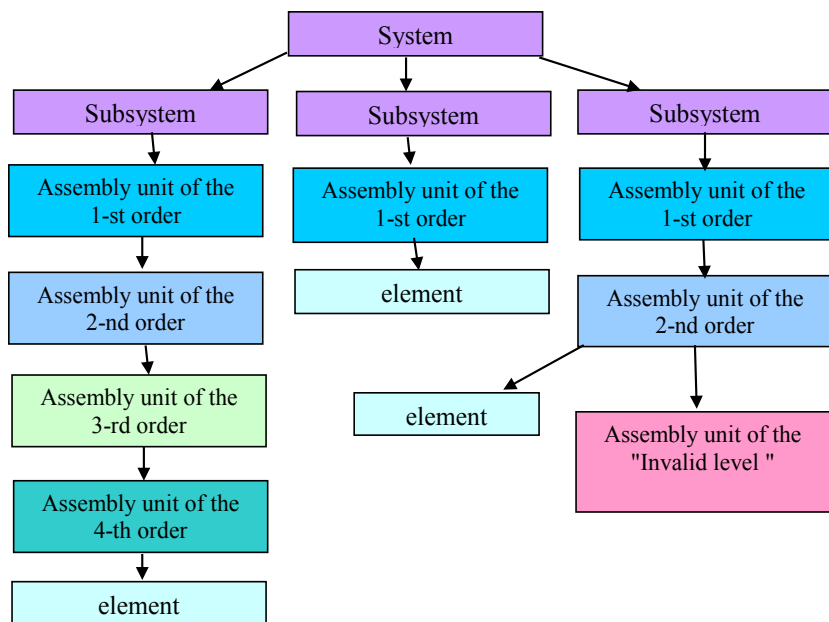 System
Subsystem
Subsystem
Subsystem
Assembly unit of the
1-st order
Assembly unit of the
1-st order
Assembly unit of the
1-st order
Assembly unit of the
2-nd order
element
Assembly unit of the
2-nd order
Assembly unit of the
3-rd order
element
Assembly unit of the
"Invalid level "
Assembly unit of the
4-th order
element